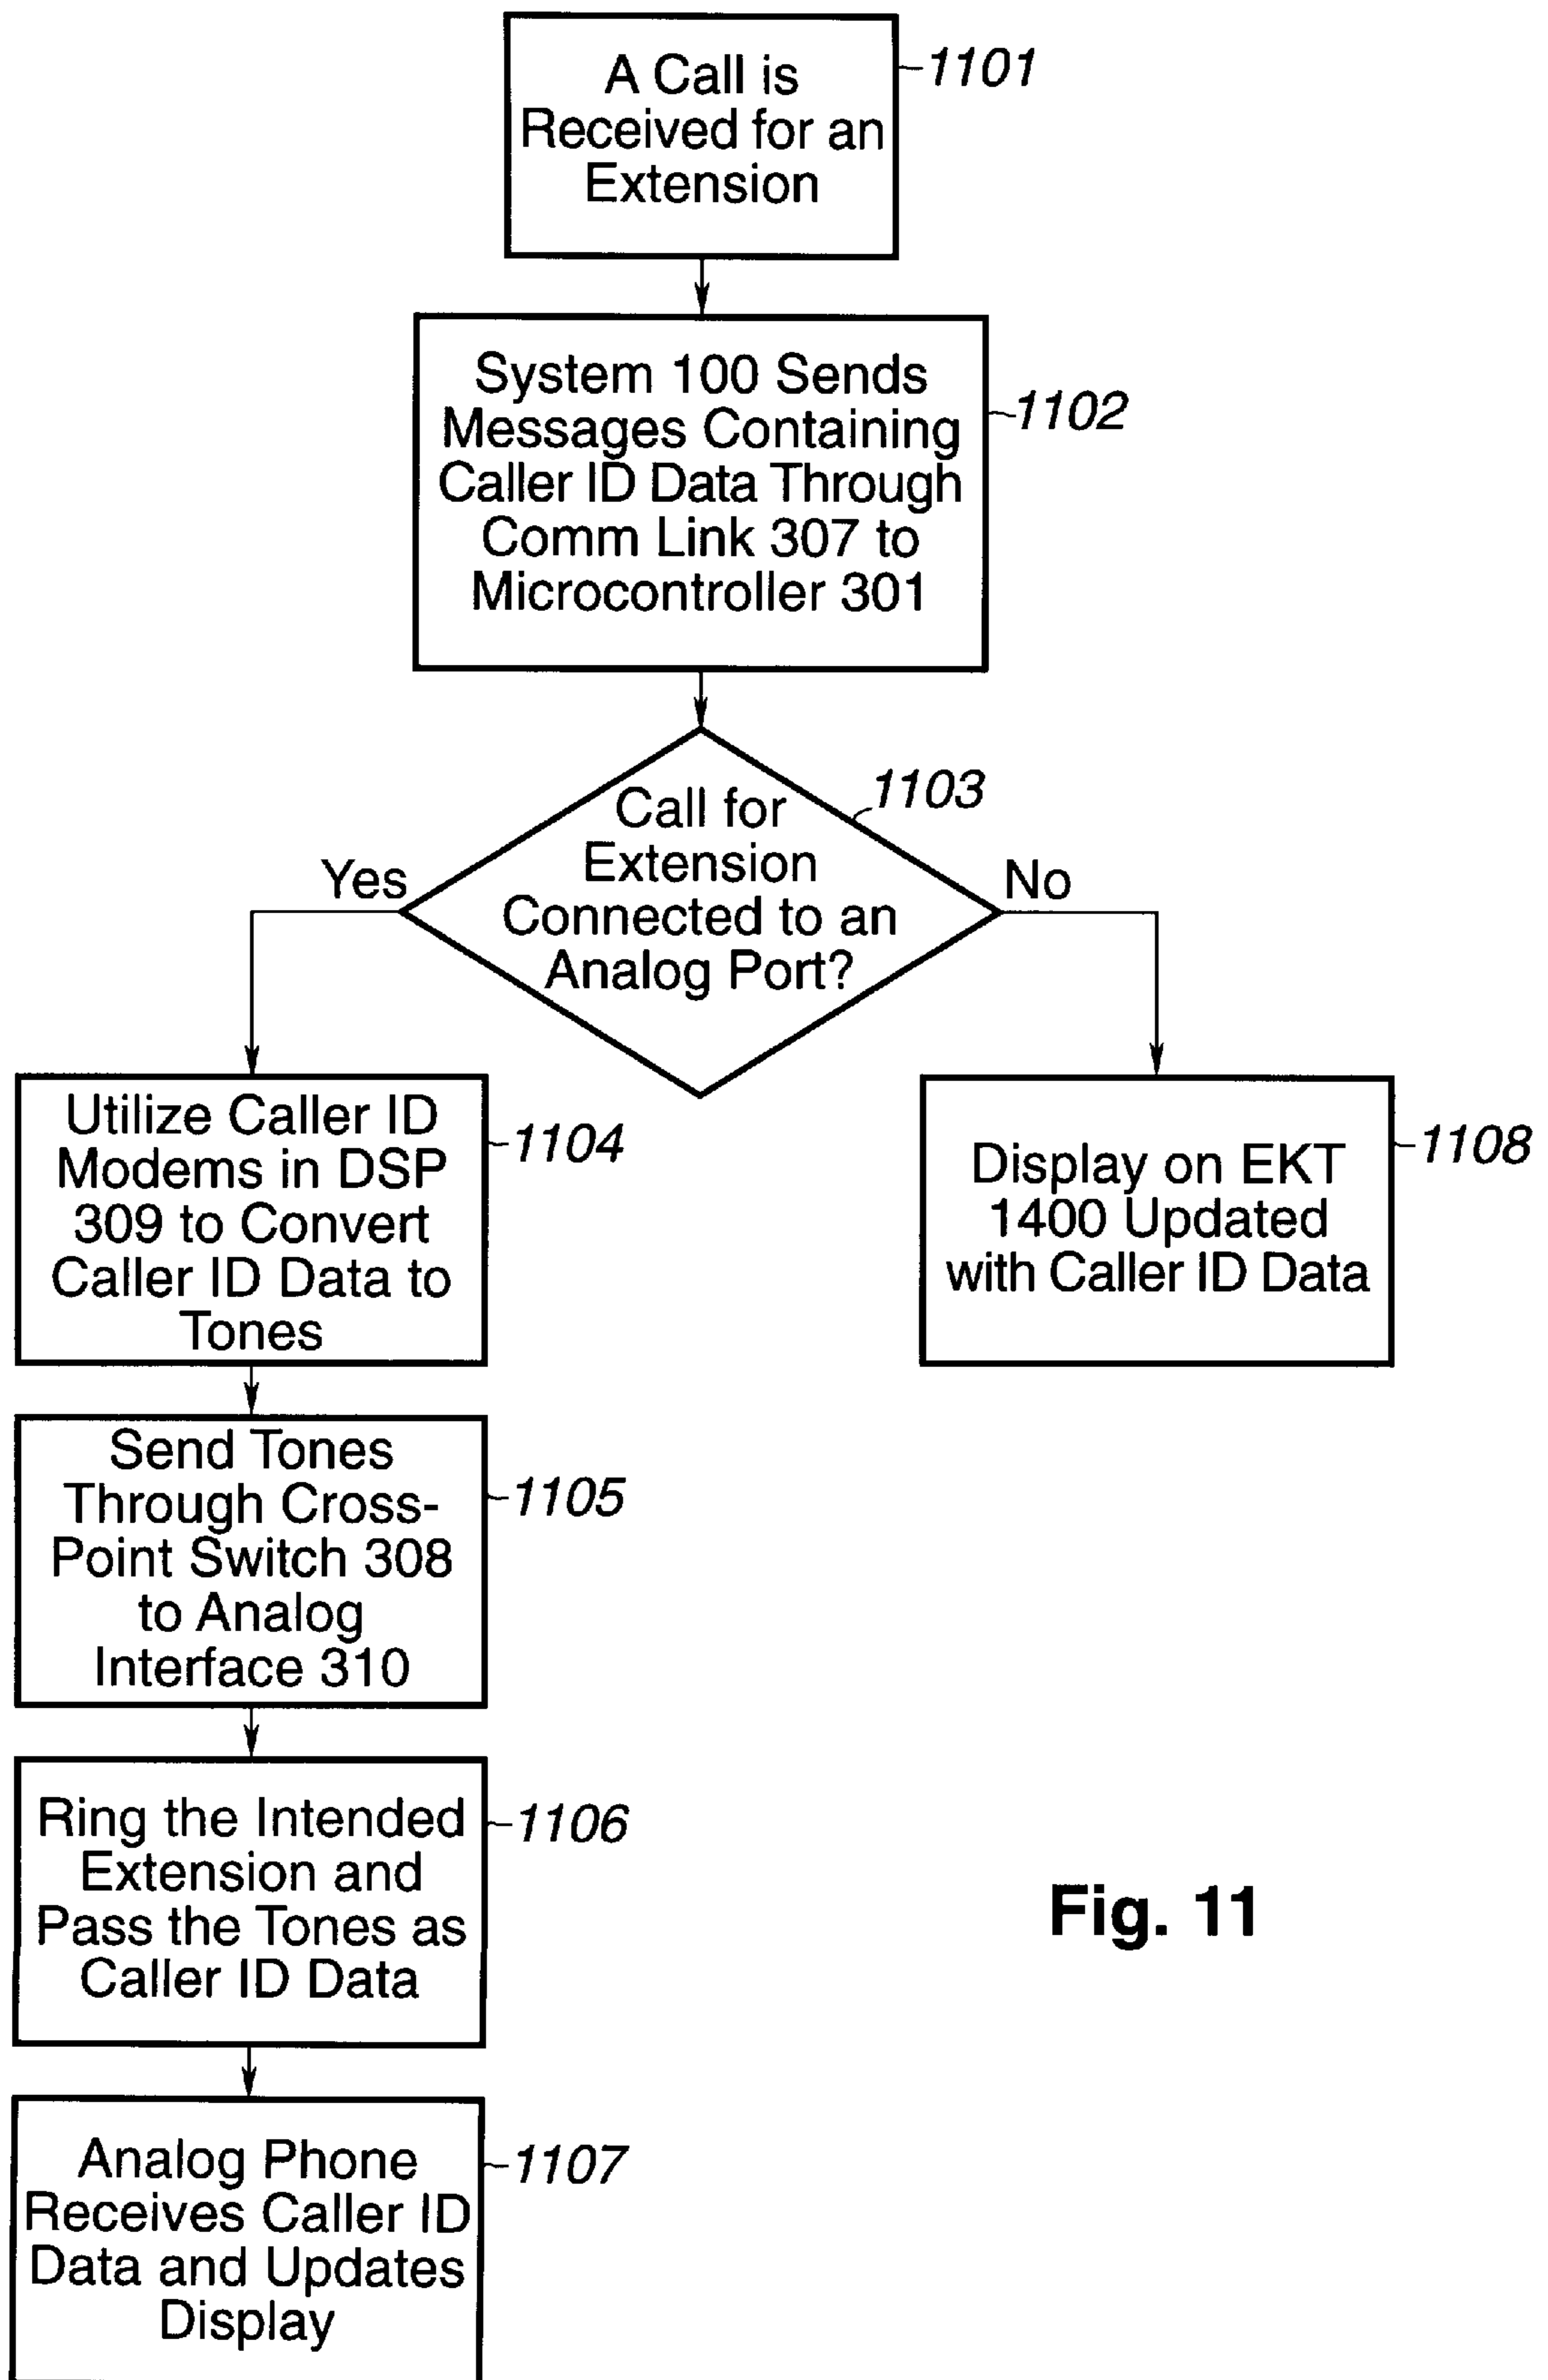 A Call is
Received for an
Extension
1101
System 100 Sends
Messages Containing
Caller ID Data Through
Comm Link 307 to
Microcontroller 301
1102
Call for
Extension
Connected to an
Analog Port?
1103
Yes
No
Utilize Caller ID
Modems in DSP
309 to Convert
Caller ID Data to
Tones
1104
Display on EKT
1400 Updated
with Caller ID Data
1108
Send Tones
Through Cross-
Point Switch 308
to Analog
Interface 310
1105
Ring the Intended
Extension and
Pass the Tones as
Caller ID Data
1106
Fig. 11
Analog Phone
Receives Caller ID
Data and Updates
Display
1107